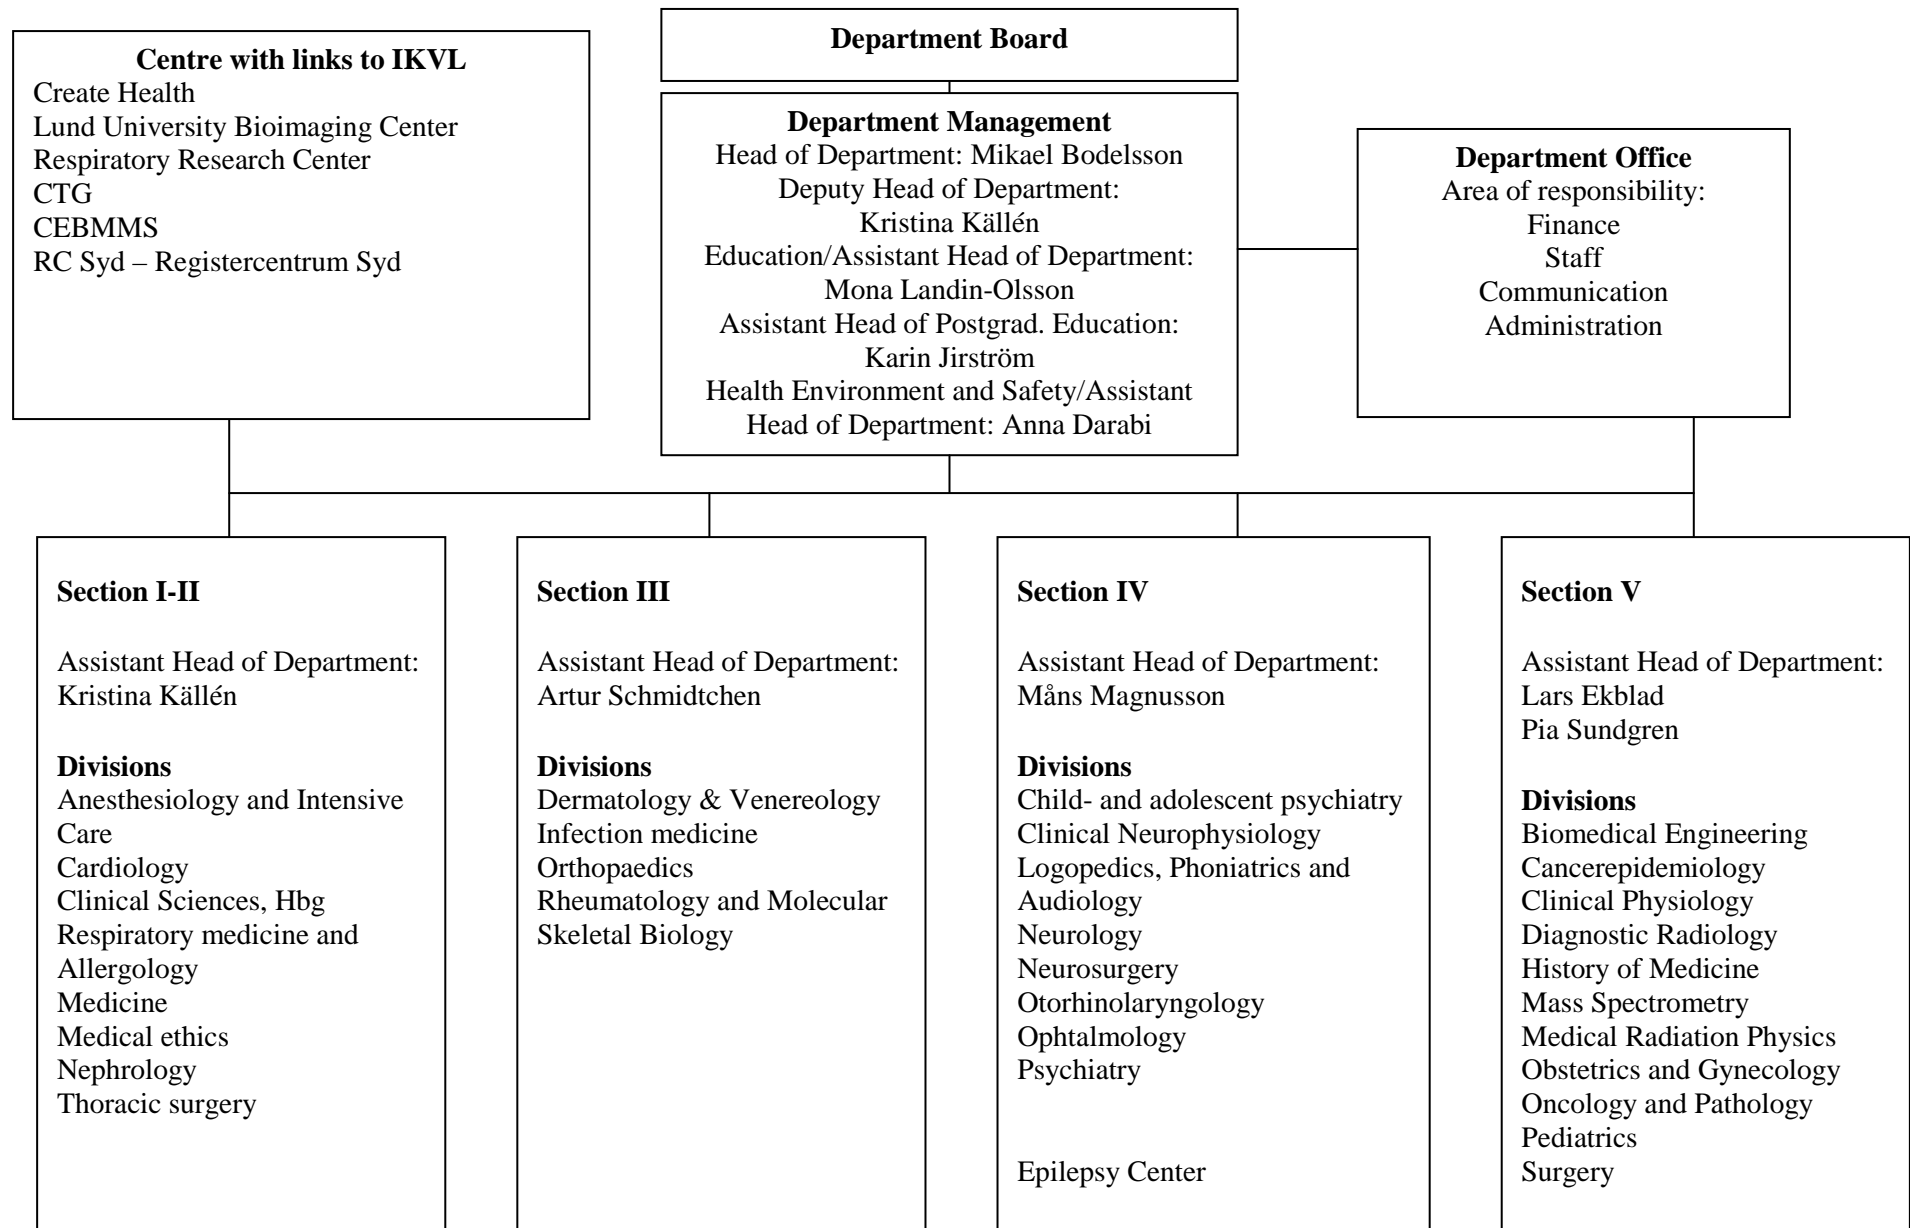 Centre with links to IKVL
Create Health
Lund University Bioimaging Center
Respiratory Research Center
CTG
CEBMMS
RC Syd – Registercentrum Syd
Department Board
Department Management
Head of Department: Mikael Bodelsson
Deputy Head of Department:
Kristina Källén
Education/Assistant Head of Department:
Mona Landin-Olsson
Assistant Head of Postgrad. Education:
Karin Jirström
Health Environment and Safety/Assistant
Head of Department: Anna Darabi
Department Office
Area of responsibility:
Finance
Staff
Communication
Administration
Section I-II
Assistant Head of Department:
Kristina Källén
Divisions
Anesthesiology and Intensive
Care
Cardiology
Clinical Sciences, Hbg
Respiratory medicine and
Allergology
Medicine
Medical ethics
Nephrology
Thoracic surgery
Section III
Assistant Head of Department:
Artur Schmidtchen
Divisions
Dermatology & Venereology
Infection medicine
Orthopaedics
Rheumatology and Molecular
Skeletal Biology
Section IV
Assistant Head of Department:
Måns Magnusson
Divisions
Child- and adolescent psychiatry
Clinical Neurophysiology
Logopedics, Phoniatrics and
Audiology
Neurology
Neurosurgery
Otorhinolaryngology
Ophtalmology
Psychiatry
Epilepsy Center
Section V
Assistant Head of Department:
Lars Ekblad
Pia Sundgren
Divisions
Biomedical Engineering
Cancerepidemiology
Clinical Physiology
Diagnostic Radiology
History of Medicine
Mass Spectrometry
Medical Radiation Physics
Obstetrics and Gynecology
Oncology and Pathology
Pediatrics
Surgery